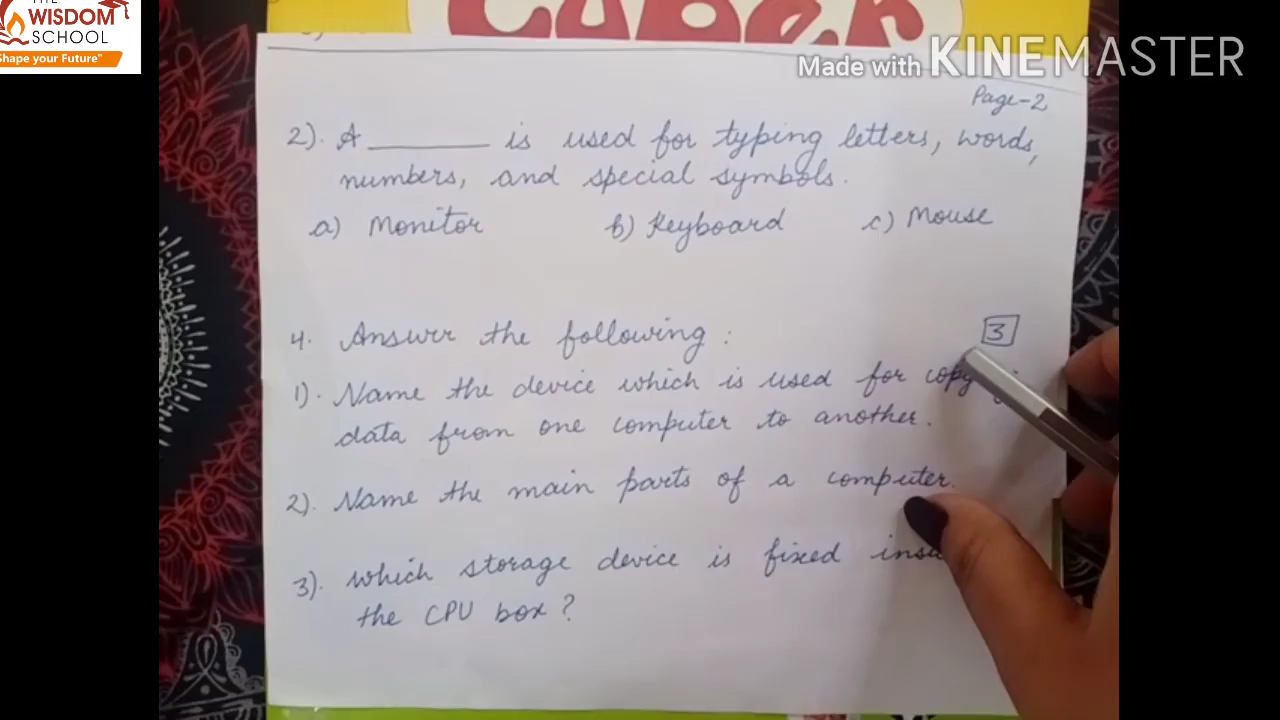 THE
WISDOM
SCHOOL
Shape your Future"
Cyber
Made with KINEMASTER
Page-2
2). A ________ is used for typing letters, words,
numbers, and special symbols.
a) Monitor b) Keyboard c) Mouse
4. Answer the following : 3
1). Name the device which is used for
data from one computer to another.
2). Name the main parts of a computer.
3). which storage device is fixed
the CPU box ?